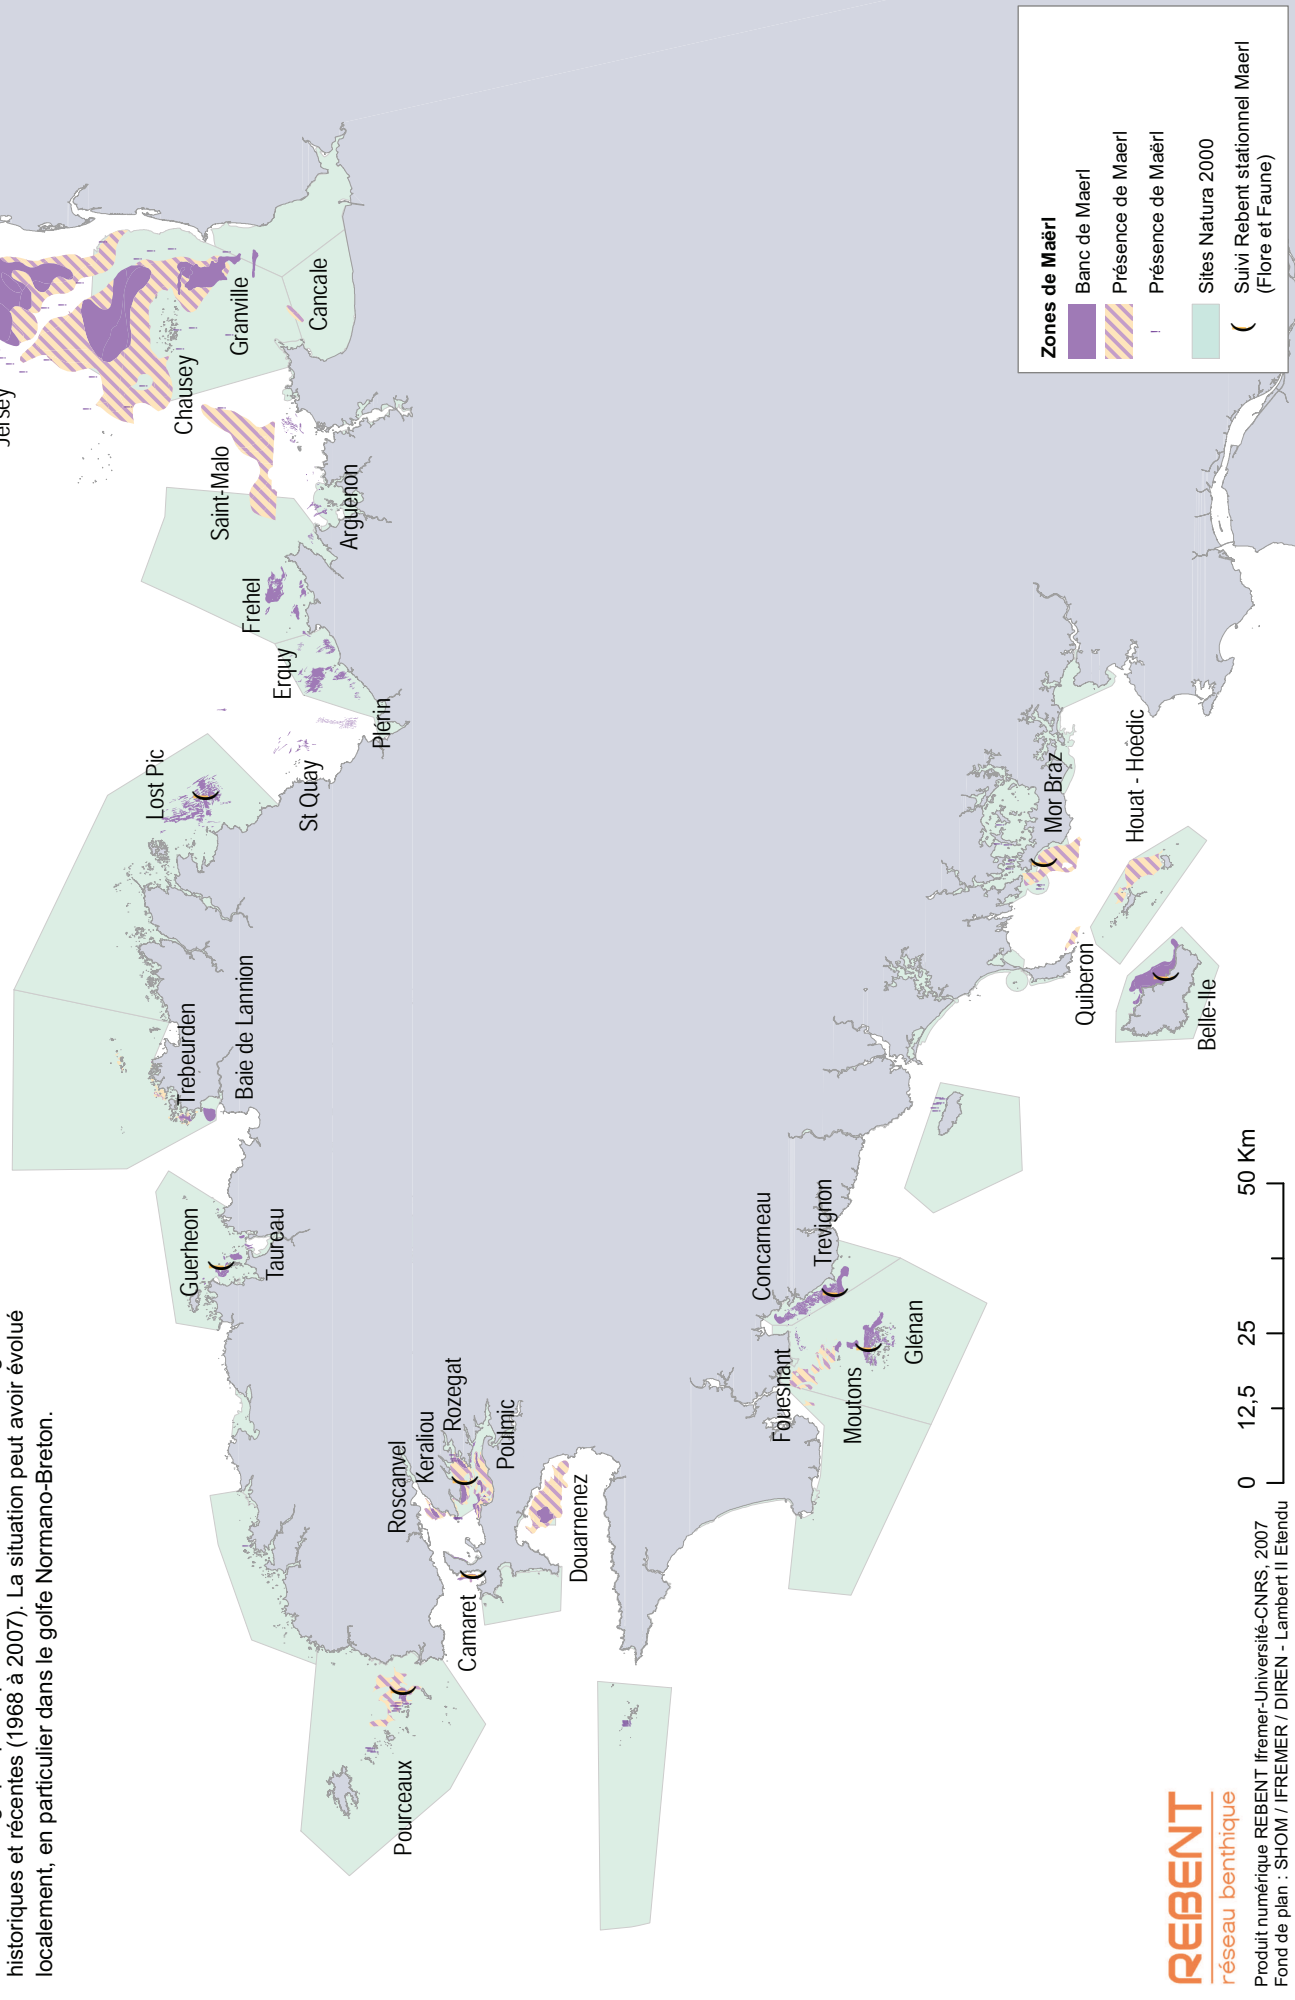 historiques et récentes (1968 à 2007). La situation peut avoir évolué
localement, en particulier dans le golfe Normano-Breton.
Jersey
Chausey
Granville
Cancale
Saint-Malo
Arguenon
Frehel
Erquy
Plérin
St Quay
Lost Pic
Trebeurden
Baie de Lannion
Guerheon
Taureau
Roscanvel
Keraliou
Rozegat
Poulmic
Camaret
Douarnenez
Pourceaux
Concarneau
Trevignon
Fouesnant
Moutons
Glénan
Quiberon
Belle-Ile
Mor Braz
Houat - Hoëdic
Zones de Maërl
Banc de Maerl
Présence de Maerl
Présence de Maërl
Sites Natura 2000
Suivi Rebent stationnel Maerl
(Flore et Faune)
0 12,5 25 50 Km
REBENT
réseau benthique
Produit numérique REBENT Ifremer-Université-CNRS, 2007
Fond de plan : SHOM / IFREMER / DIREN - Lambert II Etendu